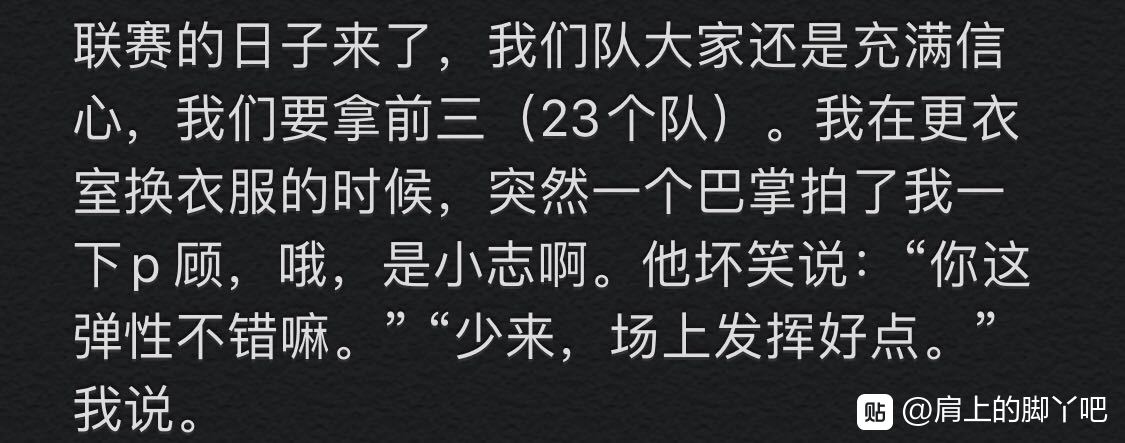 联赛的日子来了，我们队大家还是充满信
心，我们要拿前三（23个队）。我在更衣
室换衣服的时候，突然一个巴掌拍了我一
下p顾，哦，是小志啊。他坏笑说：“你这
弹性不错嘛。”“少来，场上发挥好点。”
我说。
贴 @肩上的脚丫吧